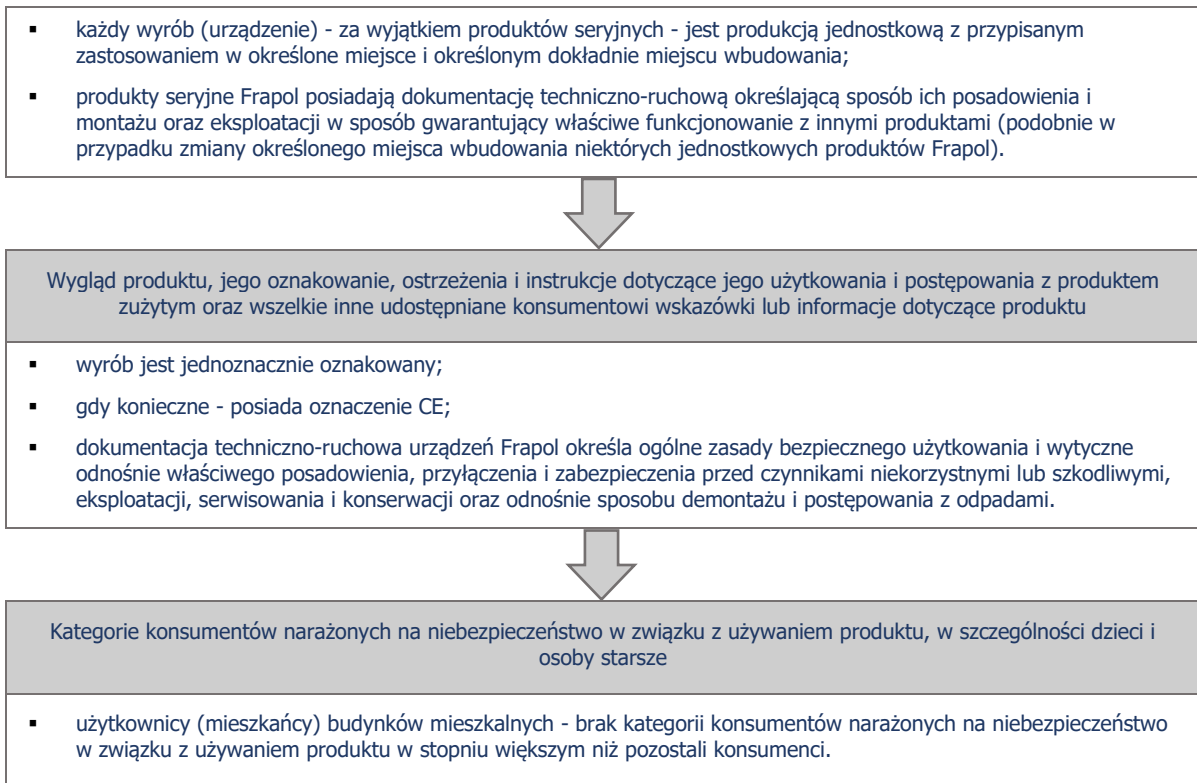 ▪ każdy wyrób (urządzenie) - za wyjątkiem produktów seryjnych - jest produkcją jednostkową z przypisanym
zastosowaniem w określone miejsce i określonym dokładnie miejscu wbudowania;
▪ produkty seryjne Frapol posiadają dokumentację techniczno-ruchową określającą sposób ich posadowienia i
montażu oraz eksploatacji w sposób gwarantujący właściwe funkcjonowanie z innymi produktami (podobnie w
przypadku zmiany określonego miejsca wbudowania niektórych jednostkowych produktów Frapol).
Wygląd produktu, jego oznakowanie, ostrzeżenia i instrukcje dotyczące jego użytkowania i postępowania z produktem
zużytym oraz wszelkie inne udostępniane konsumentowi wskazówki lub informacje dotyczące produktu
▪ wyrób jest jednoznacznie oznakowany;
▪ gdy konieczne - posiada oznaczenie CE;
▪ dokumentacja techniczno-ruchowa urządzeń Frapol określa ogólne zasady bezpiecznego użytkowania i wytyczne
odnośnie właściwego posadowienia, przyłączenia i zabezpieczenia przed czynnikami niekorzystnymi lub szkodliwymi,
eksploatacji, serwisowania i konserwacji oraz odnośnie sposobu demontażu i postępowania z odpadami.
Kategorie konsumentów narażonych na niebezpieczeństwo w związku z używaniem produktu, w szczególności dzieci i
osoby starsze
▪ użytkownicy (mieszkańcy) budynków mieszkalnych - brak kategorii konsumentów narażonych na niebezpieczeństwo
w związku z używaniem produktu w stopniu większym niż pozostali konsumenci.